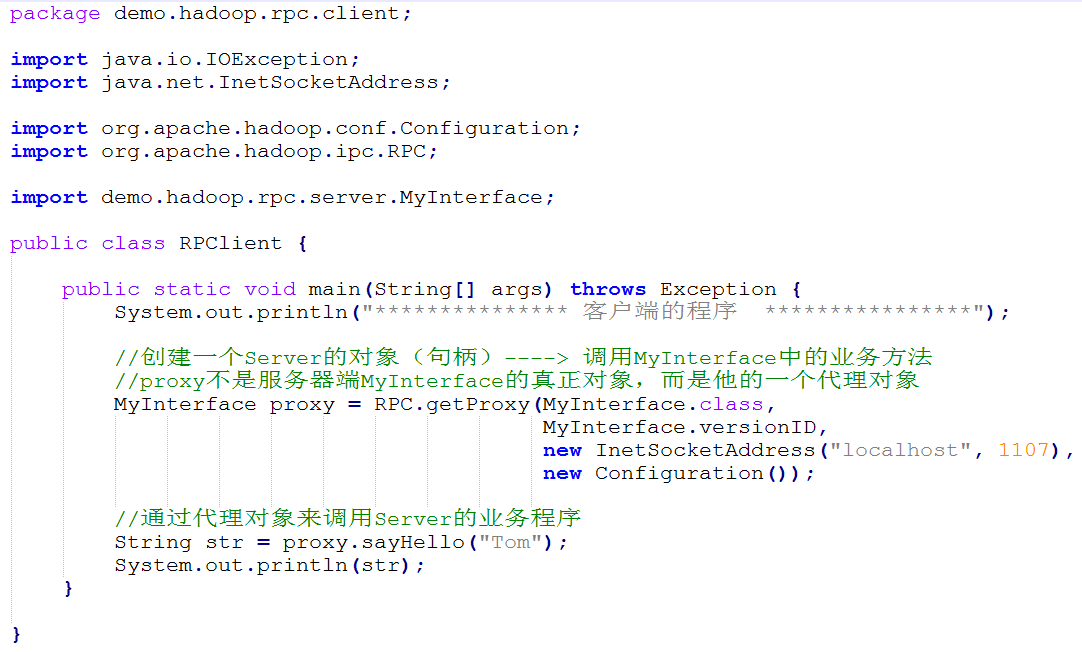 package demo.hadoop.rpc.client;
import java.io.IOException;
import java.net.InetSocketAddress;
import org.apache.hadoop.conf.Configuration;
import org.apache.hadoop.ipc.RPC;
import demo.hadoop.rpc.server.MyInterface;
public class RPCClient {
public static void main(String[] args) throws Exception {
System.out.println("*************** 客户端的程序  ****************");
//创建一个Server的对象（句柄）----> 调用MyInterface中的业务方法
//proxy不是服务器端MyInterface的真正对象，而是他的一个代理对象
MyInterface proxy = RPC.getProxy(MyInterface.class,
MyInterface.versionID,
new InetSocketAddress("localhost", 1107),
new Configuration());
//通过代理对象来调用Server的业务程序
String str = proxy.sayHello("Tom");
System.out.println(str);
}
}